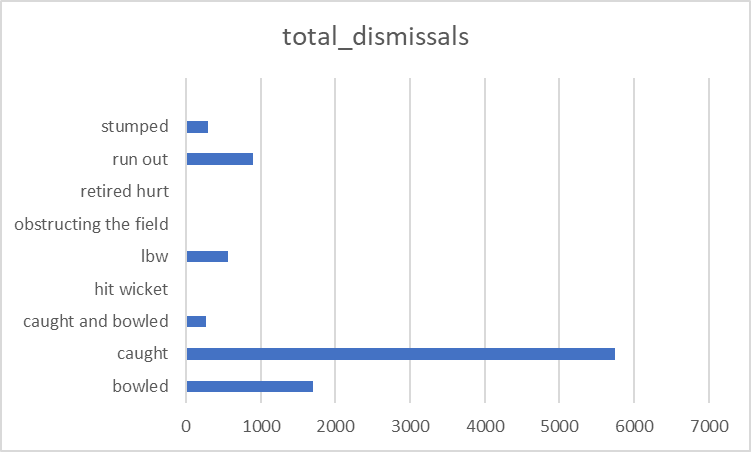 total_dismissals
stumped
run out
retired hurt
obstructing the field
lbw
hit wicket
caught and bowled
caught
bowled
0 1000 2000 3000 4000 5000 6000 7000